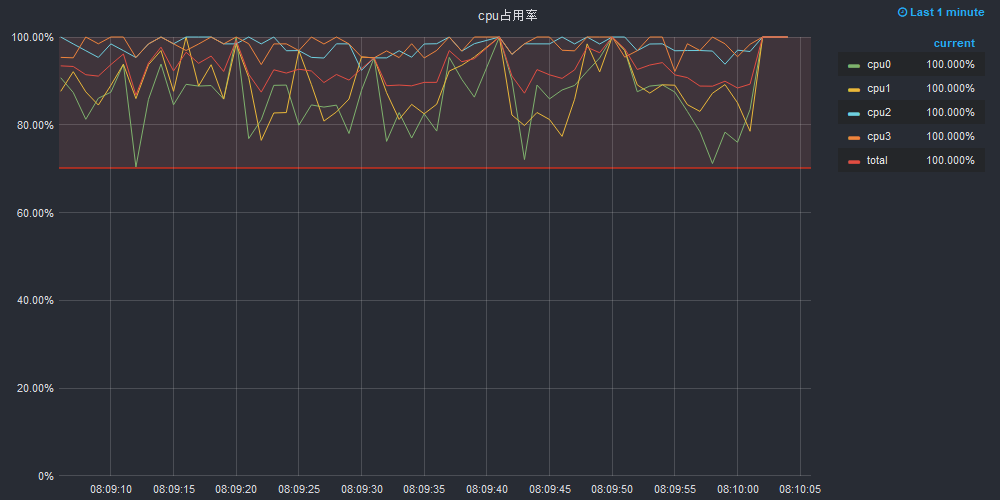 cpu占用率
Last 1 minute
100.00%
80.00%
60.00%
40.00%
20.00%
0%
08:09:10 08:09:15 08:09:20 08:09:25 08:09:30 08:09:35 08:09:40 08:09:45 08:09:50 08:09:55 08:10:00 08:10:05
current
cpu0 100.000%
cpu1 100.000%
cpu2 100.000%
cpu3 100.000%
total 100.000%